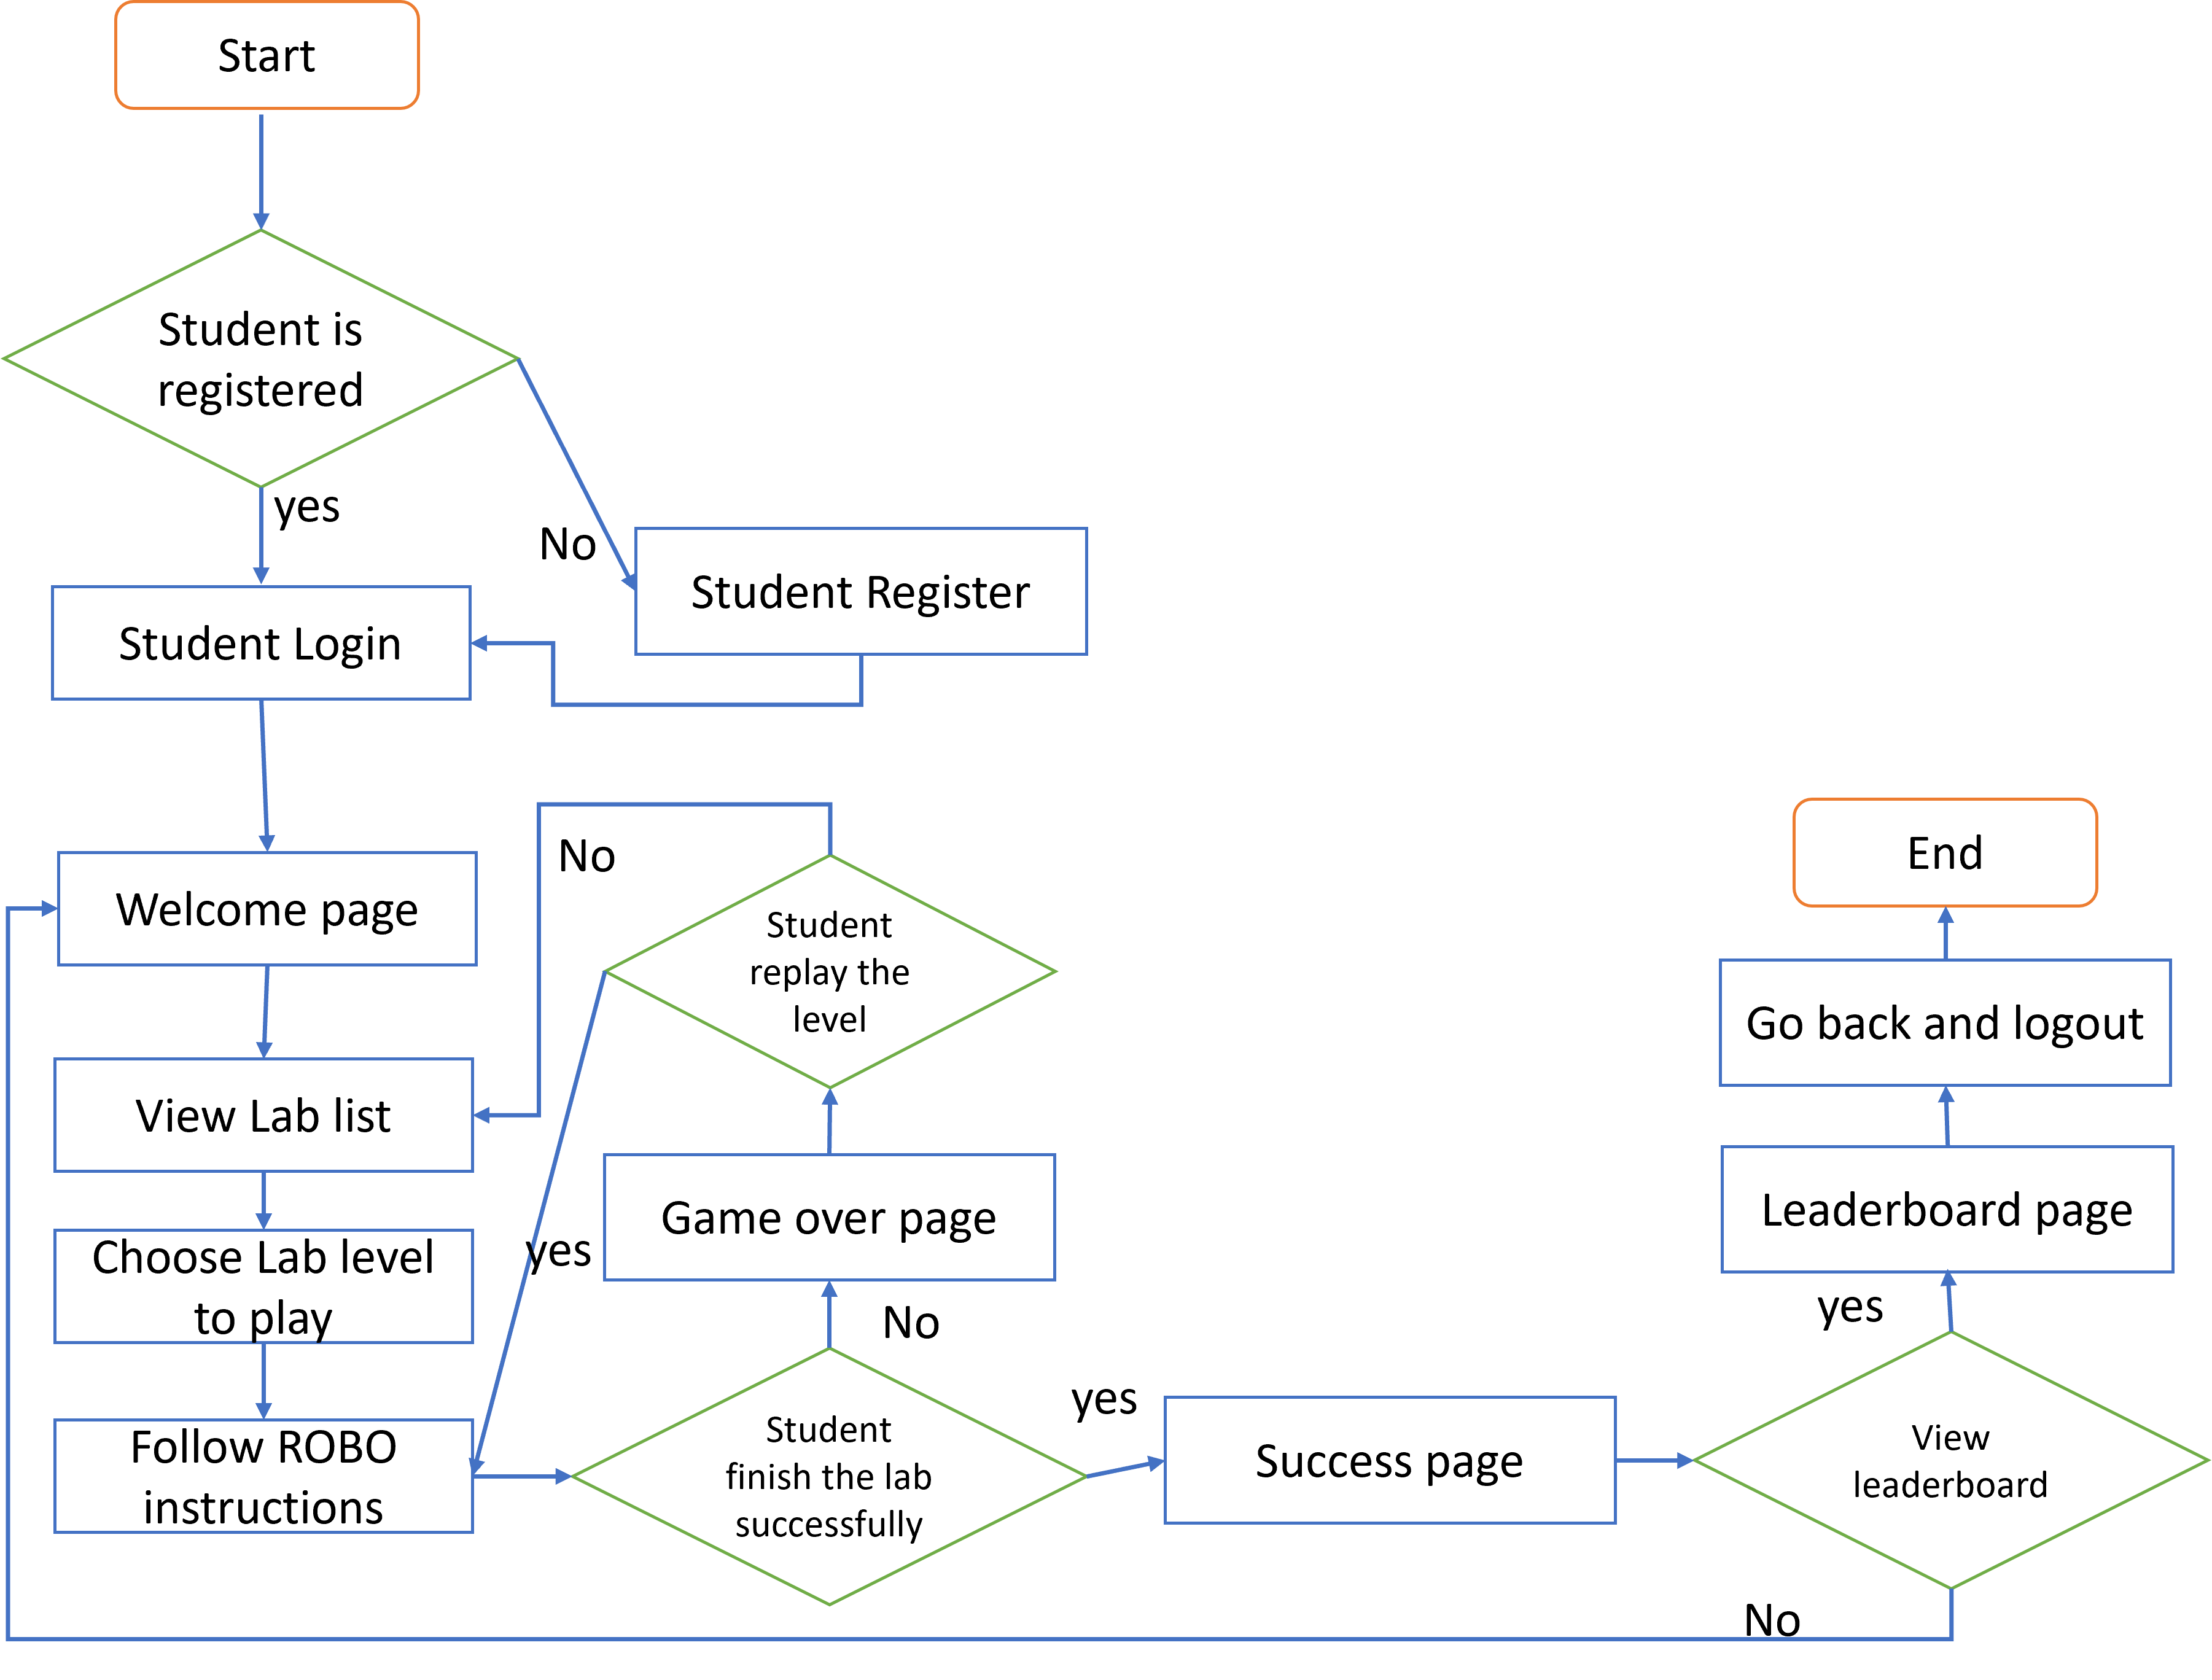 Start
Student is
registered
yes
No
Student Register
Student Login
Welcome page
View Lab list
Choose Lab level
to play
Follow ROBO
instructions
No
Student
replay the
level
yes
Game over page
No
Student
finish the lab
successfully
yes
Success page
End
Go back and logout
Leaderboard page
yes
View
leaderboard
No